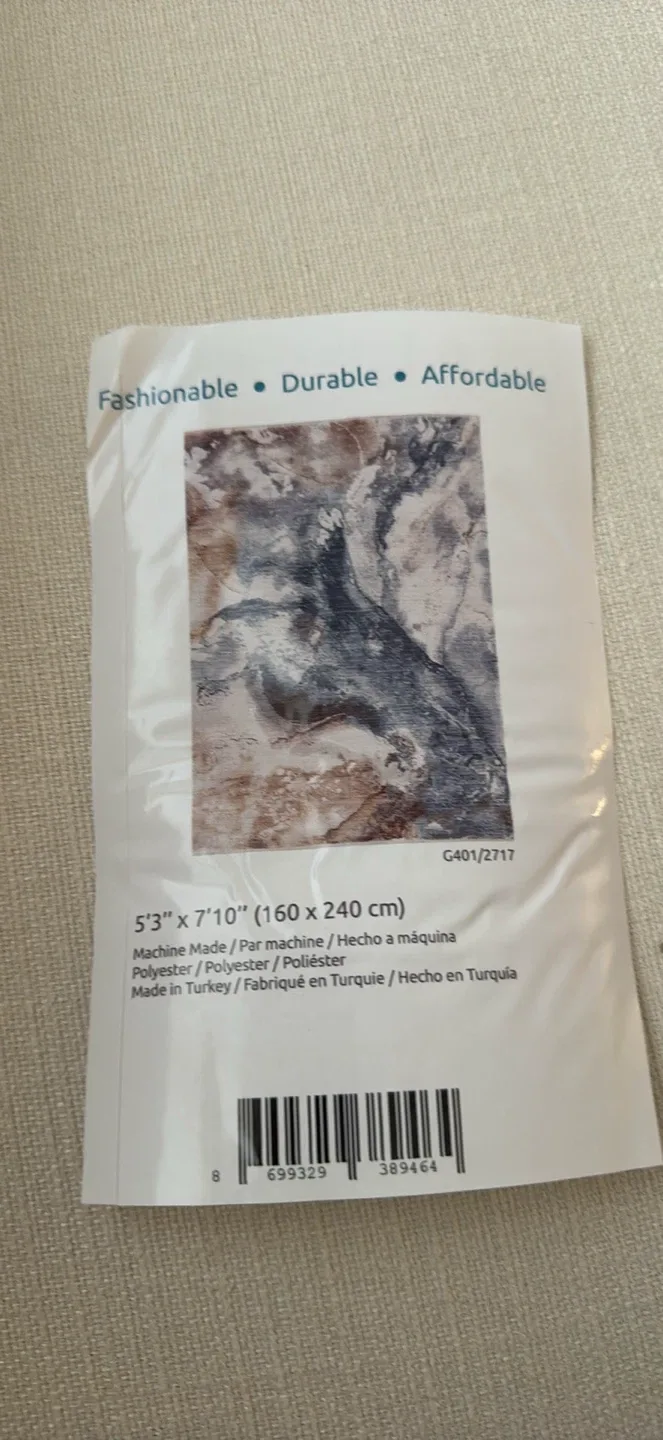 Fashionable • Durable • Affordable
G401/2717
5'3" x 7'10" (160 x 240 cm)
Machine Made / Par machine / Hecho a máquina
Polyester / Polyester / Poliéster
Made in Turkey / Fabriqué en Turquie / Hecho en Turquía
8 699329 389464